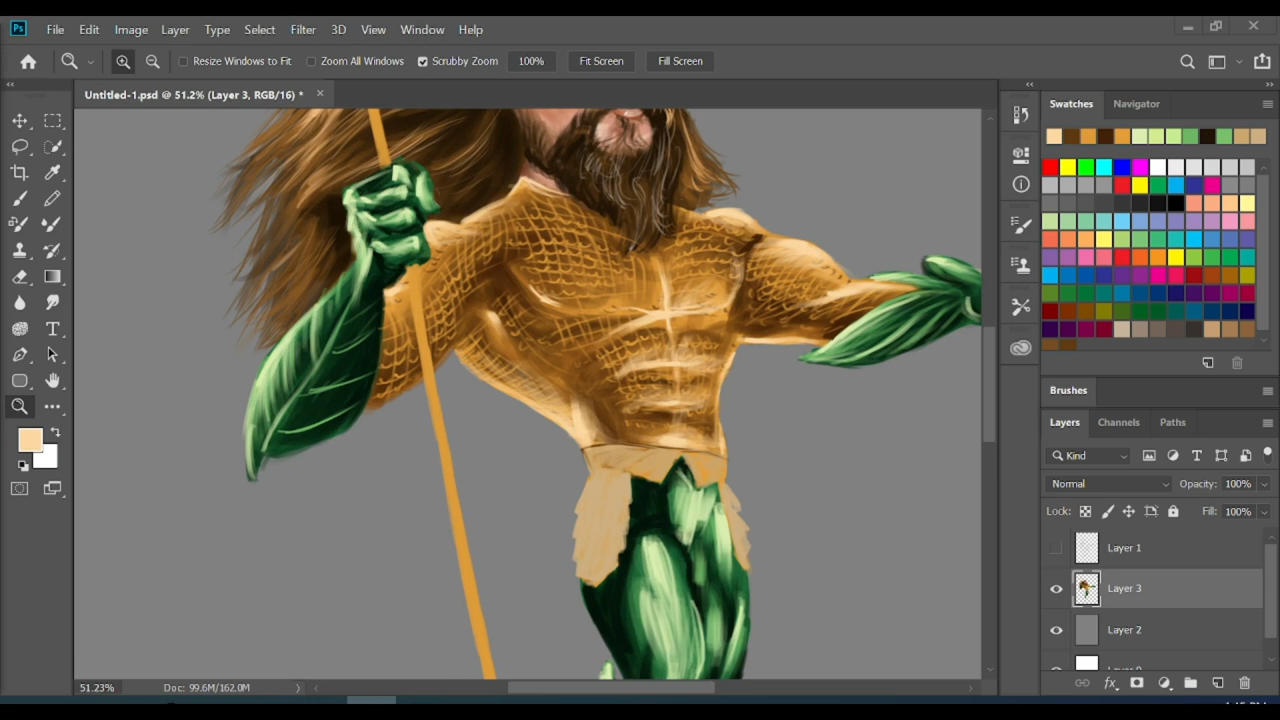 Ps File Edit Image Layer Type Select Filter 3D View Window Help
Resize Windows to Fit Zoom All Windows Scrubby Zoom 100% Fit Screen Fill Screen
Untitled-1.psd @ 51.2% (Layer 3, RGB/16) *
Swatches Navigator
Brushes
Layers Channels Paths
Kind
Normal Opacity: 100%
Lock: Fill: 100%
Layer 1
Layer 3
Layer 2
51.23% Doc: 99.6M/162.0M